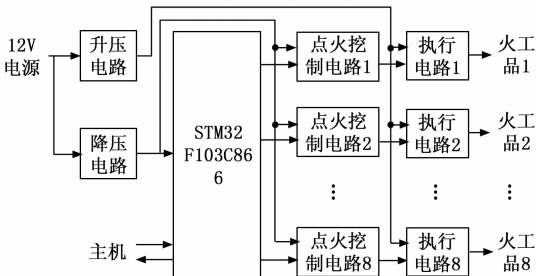 12V
电源
升压
电路
降压
电路
主机
STM32
F103C86
6
点火挖
制电路1
执行
电路1
火工
品1
点火挖
制电路2
执行
电路2
火工
品2
⋮
⋮
⋮
点火挖
制电路8
执行
电路8
火工
品8